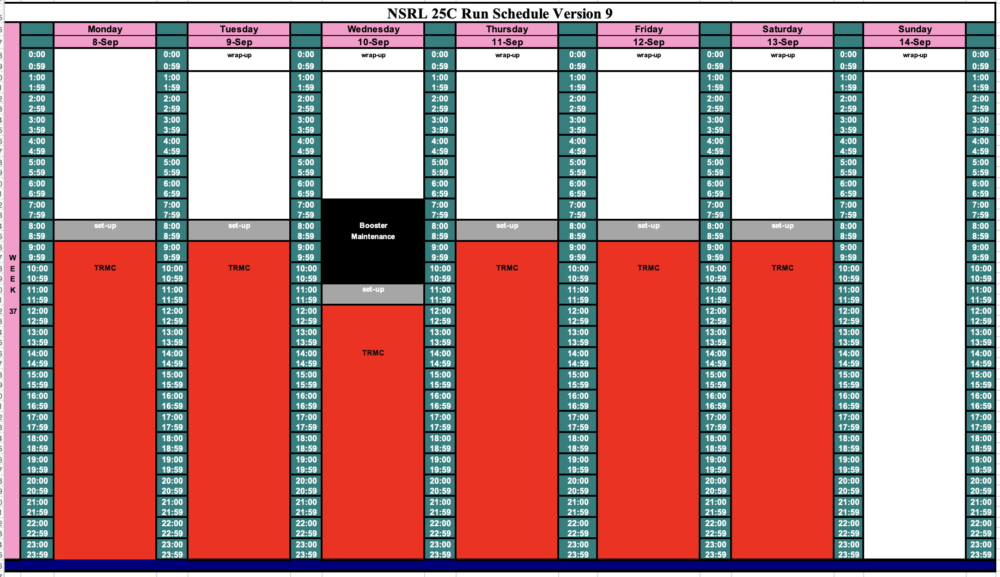 NSRL 25C Run Schedule Version 9
Monday Tuesday Wednesday Thursday Friday Saturday Sunday
8-Sep 9-Sep 10-Sep 11-Sep 12-Sep 13-Sep 14-Sep
0:00 0:00 wrap-up 0:00 wrap-up 0:00 wrap-up 0:00 wrap-up 0:00 wrap-up 0:00 wrap-up 0:00
0:59 0:59 0:59 0:59 0:59 0:59 0:59 0:59
1:00 1:00 1:00 1:00 1:00 1:00 1:00 1:00
1:59 1:59 1:59 1:59 1:59 1:59 1:59 1:59
2:00 2:00 2:00 2:00 2:00 2:00 2:00 2:00
2:59 2:59 2:59 2:59 2:59 2:59 2:59 2:59
3:00 3:00 3:00 3:00 3:00 3:00 3:00 3:00
3:59 3:59 3:59 3:59 3:59 3:59 3:59 3:59
4:00 4:00 4:00 4:00 4:00 4:00 4:00 4:00
4:59 4:59 4:59 4:59 4:59 4:59 4:59 4:59
5:00 5:00 5:00 5:00 5:00 5:00 5:00 5:00
5:59 5:59 5:59 5:59 5:59 5:59 5:59 5:59
6:00 6:00 6:00 6:00 6:00 6:00 6:00 6:00
6:59 6:59 6:59 6:59 6:59 6:59 6:59 6:59
7:00 7:00 7:00 7:00 7:00 7:00 7:00 7:00
7:59 7:59 7:59 7:59 7:59 7:59 7:59 7:59
8:00 set-up 8:00 set-up 8:00 Booster 8:00 set-up 8:00 set-up 8:00 set-up 8:00 8:00
8:59 8:59 8:59 Maintenance 8:59 8:59 8:59 8:59 8:59
9:00 9:00 9:00 9:00 9:00 9:00 9:00 9:00
W 9:59 9:59 9:59 9:59 9:59 9:59 9:59 9:59
E 10:00 TRMC 10:00 TRMC 10:00 10:00 TRMC 10:00 TRMC 10:00 TRMC 10:00 10:00
E 10:59 10:59 10:59 10:59 10:59 10:59 10:59 10:59
K 11:00 11:00 11:00 set-up 11:00 11:00 11:00 11:00 11:00
11:59 11:59 11:59 11:59 11:59 11:59 11:59 11:59
37 12:00 12:00 12:00 12:00 12:00 12:00 12:00 12:00
12:59 12:59 12:59 12:59 12:59 12:59 12:59 12:59
13:00 13:00 13:00 13:00 13:00 13:00 13:00 13:00
13:59 13:59 13:59 13:59 13:59 13:59 13:59 13:59
14:00 14:00 14:00 TRMC 14:00 14:00 14:00 14:00 14:00
14:59 14:59 14:59 14:59 14:59 14:59 14:59 14:59
15:00 15:00 15:00 15:00 15:00 15:00 15:00 15:00
15:59 15:59 15:59 15:59 15:59 15:59 15:59 15:59
16:00 16:00 16:00 16:00 16:00 16:00 16:00 16:00
16:59 16:59 16:59 16:59 16:59 16:59 16:59 16:59
17:00 17:00 17:00 17:00 17:00 17:00 17:00 17:00
17:59 17:59 17:59 17:59 17:59 17:59 17:59 17:59
18:00 18:00 18:00 18:00 18:00 18:00 18:00 18:00
18:59 18:59 18:59 18:59 18:59 18:59 18:59 18:59
19:00 19:00 19:00 19:00 19:00 19:00 19:00 19:00
19:59 19:59 19:59 19:59 19:59 19:59 19:59 19:59
20:00 20:00 20:00 20:00 20:00 20:00 20:00 20:00
20:59 20:59 20:59 20:59 20:59 20:59 20:59 20:59
21:00 21:00 21:00 21:00 21:00 21:00 21:00 21:00
21:59 21:59 21:59 21:59 21:59 21:59 21:59 21:59
22:00 22:00 22:00 22:00 22:00 22:00 22:00 22:00
22:59 22:59 22:59 22:59 22:59 22:59 22:59 22:59
23:00 23:00 23:00 23:00 23:00 23:00 23:00 23:00
23:59 23:59 23:59 23:59 23:59 23:59 23:59 23:59